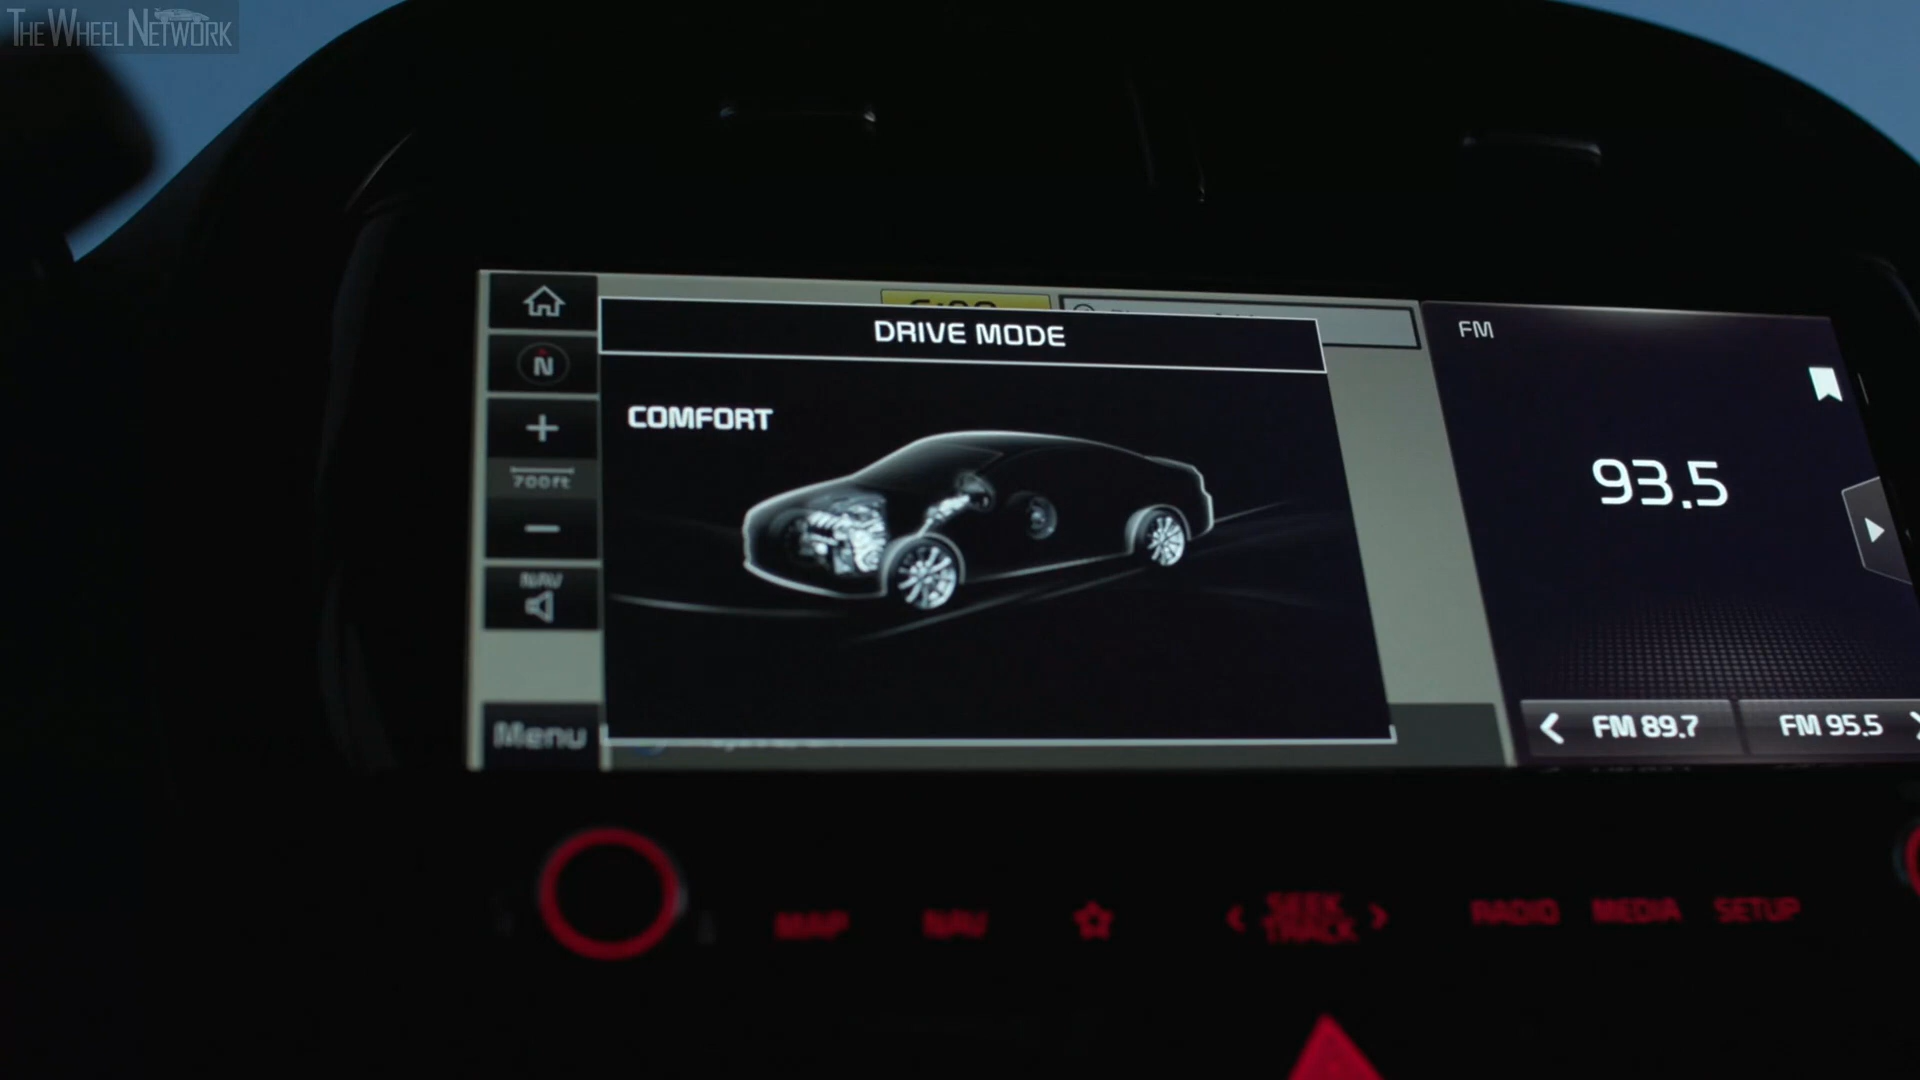 THE WHEEL NETWORK
DRIVE MODE
COMFORT
N
700ft
NAV
Menu
FM
93.5
FM 89.7
FM 95.5
MAP
NAV
SEEK
TRACK
RADIO
MEDIA
SETUP